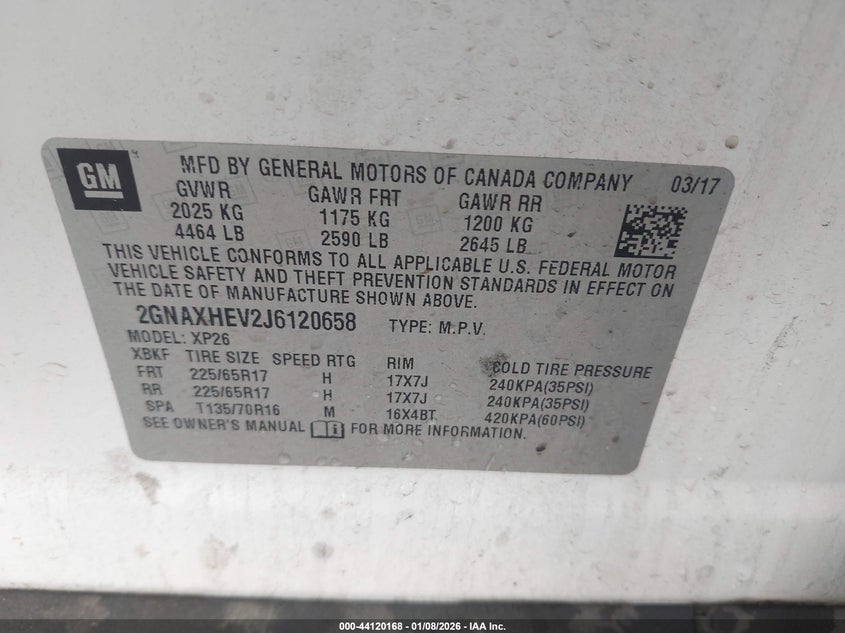 GM
MFD BY GENERAL MOTORS OF CANADA COMPANY 03/17
GVWR GAWR FRT GAWR RR
2025 KG 1175 KG 1200 KG
4464 LB 2590 LB 2645 LB
THIS VEHICLE CONFORMS TO ALL APPLICABLE U.S. FEDERAL MOTOR
VEHICLE SAFETY AND THEFT PREVENTION STANDARDS IN EFFECT ON
THE DATE OF MANUFACTURE SHOWN ABOVE.
2GNAXHEV2J6120658 TYPE: M.P.V.
MODEL: XP26
XBKF TIRE SIZE SPEED RTG RIM COLD TIRE PRESSURE
FRT 225/65R17 H 17X7J 240KPA(35PSI)
RR 225/65R17 H 17X7J 240KPA(35PSI)
SPA T135/70R16 M 16X4BT 420KPA(60PSI)
SEE OWNER'S MANUAL FOR MORE INFORMATION.
000-44120168 - 01/08/2026 - IAA Inc.